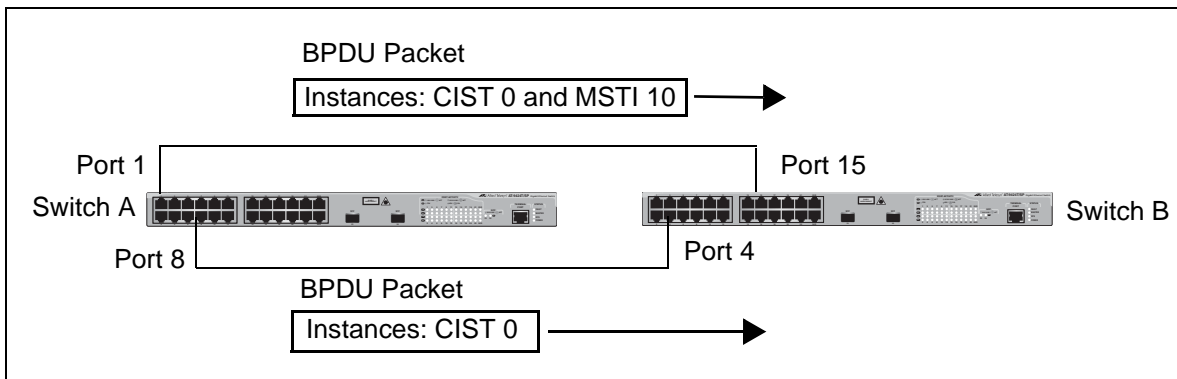 BPDU Packet
Instances: CIST 0 and MSTI 10
Port 1
Port 15
Switch A
Switch B
Port 8
Port 4
BPDU Packet
Instances: CIST 0